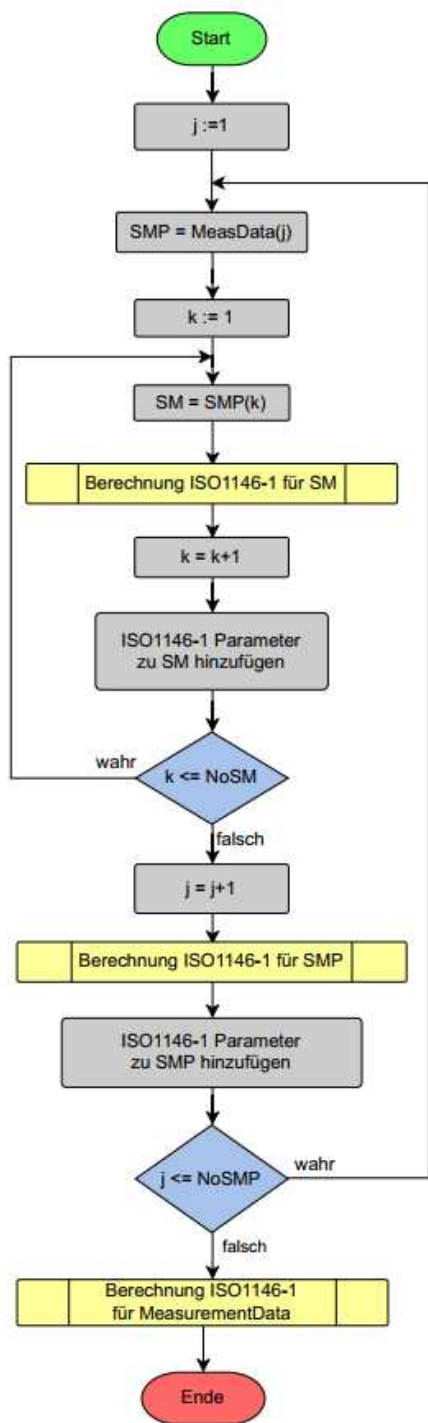 Start
j :=1
SMP = MeasData(j)
k := 1
SM = SMP(k)
Berechnung ISO1146-1 für SM
k = k+1
ISO1146-1 Parameter
zu SM hinzufügen
wahr
k <= NoSM
falsch
j = j+1
Berechnung ISO1146-1 für SMP
ISO1146-1 Parameter
zu SMP hinzufügen
wahr
j <= NoSMP
falsch
Berechnung ISO1146-1
für MeasurementData
Ende